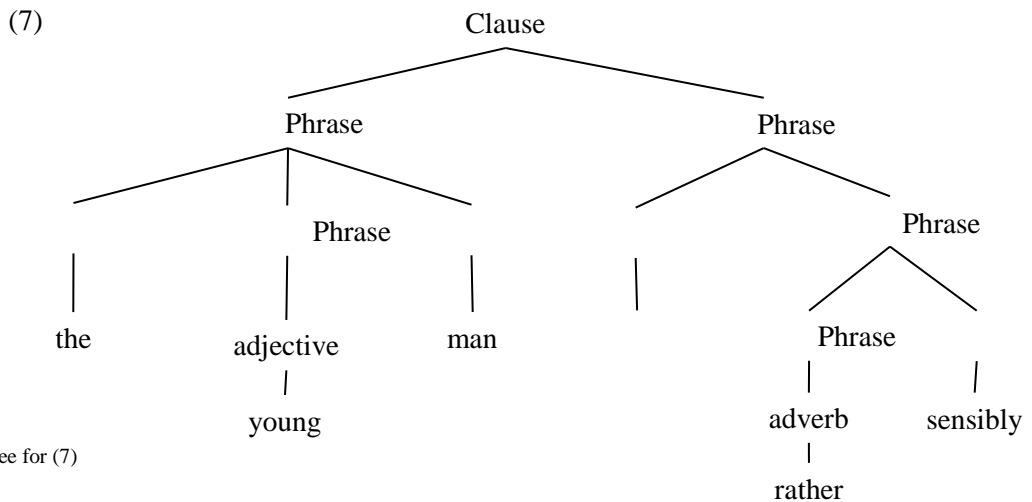 (7)
Clause
Phrase Phrase
Phrase Phrase
the adjective man Phrase
young adverb sensibly
ee for (7)
rather